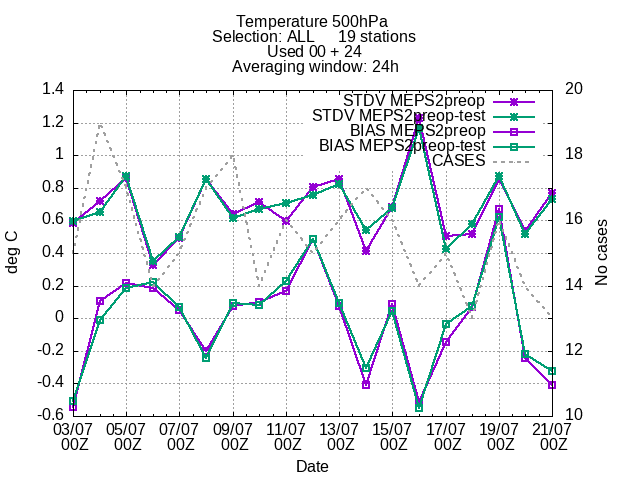 Temperature 500hPa
Selection: ALL 19 stations
Used 00 + 24
Averaging window: 24h
STDV MEPS2preop
STDV MEPS2preop-test
BIAS MEPS2preop
BIAS MEPS2preop-test
CASES
1.4
1.2
1
0.8
0.6
0.4
0.2
0
-0.2
-0.4
-0.6
deg C
20
18
16
14
12
10
No cases
03/07 05/07 07/07 09/07 11/07 13/07 15/07 17/07 19/07 21/07
00Z 00Z 00Z 00Z 00Z 00Z 00Z 00Z 00Z 00Z
Date